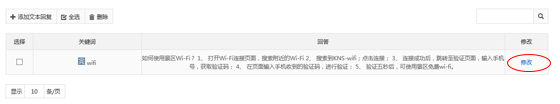 添加文本回复 全选 删除
选择 关键词 回答 修改
如何使用景区Wi-Fi？ 1、 打开Wi-Fi连接页面，搜索附近的Wi-Fi 2、 搜索到KNS-wifi；点击连接； 3、 连接成功后，跳转至验证页面，输入手机
wifi 号，获取验证码； 4、 在页面输入手机收到的验证码，进行验证； 5、 验证五秒后，可使用景区免费wi-fi。 修改
显示 10 条/页